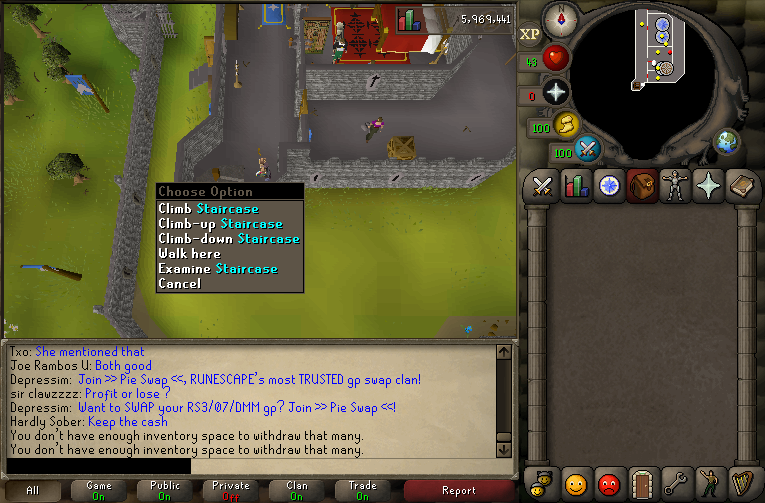 5,969,441
XP
43
0
100
100
Choose Option
Climb Staircase
Climb-up Staircase
Climb-down Staircase
Walk here
Examine Staircase
Cancel
Txo: She mentioned that
Joe Rambos U: Both good
Depressim: Join >> Pie Swap <<, RUNESCAPE's most TRUSTED gp swap clan!
sir clawzzzz: Profit or lose ?
Depressim: Want to SWAP your RS3/07/DMM gp? Join >> Pie Swap <<!
Hardly Sober: Keep the cash
You don't have enough inventory space to withdraw that many.
You don't have enough inventory space to withdraw that many.
All
Game
On
Public
On
Private
Off
Clan
On
Trade
On
Report